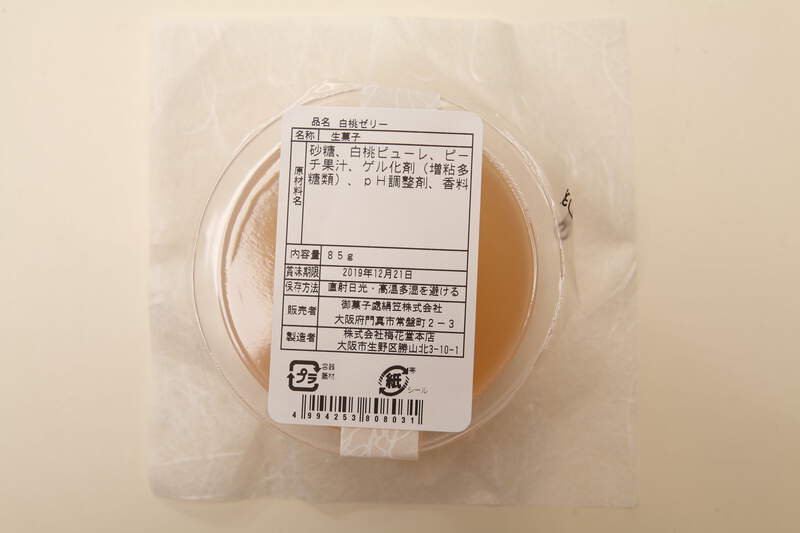 品名 白桃ゼリー
名称 生菓子
原材料名 砂糖、白桃ピューレ、ピー
チ果汁、ゲル化剤(増粘多
糖類)、pH調整剤、香料
内容量 85g
賞味期限 2019年12月21日
保存方法 直射日光・高温多湿を避ける
販売者 御菓子處絹笠株式会社
大阪府門真市常盤町2-3
製造者 株式会社梅花堂本店
大阪市生野区勝山北3-10-1
プラ 容器 蓋材
紙 帯 シール
4 994253 808031